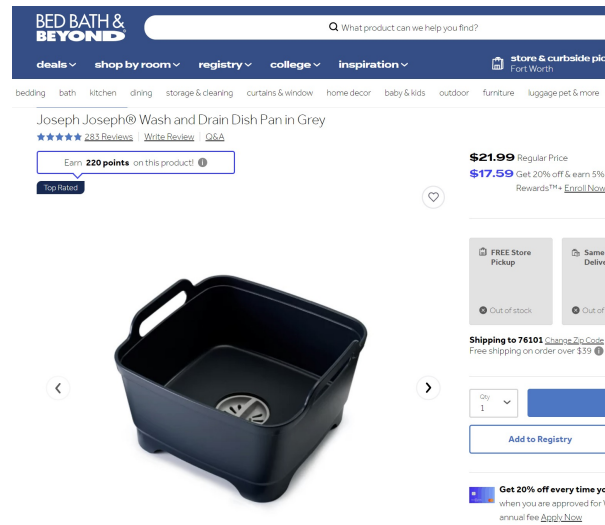 BED BATH &
BEYOND
What product can we help you find?
deals shop by room registry college inspiration
store & curbside pic
Fort Worth
bedding bath kitchen dining storage & cleaning curtains & window home decor baby & kids outdoor furniture luggage pet & more
Joseph Joseph® Wash and Drain Dish Pan in Grey
283 Reviews Write Review Q&A
Earn 220 points on this product!
Top Rated
$21.99 Regular Price
$17.59 Get 20% off & earn 5%
Rewards™+ Enroll Now
FREE Store
Pickup
Out of stock
Same
Delive
Out of
Shipping to 76101 Change Zip Code
Free shipping on order over $39
Qty
1
Add to Registry
Get 20% off every time yo
when you are approved for
annual fee Apply Now